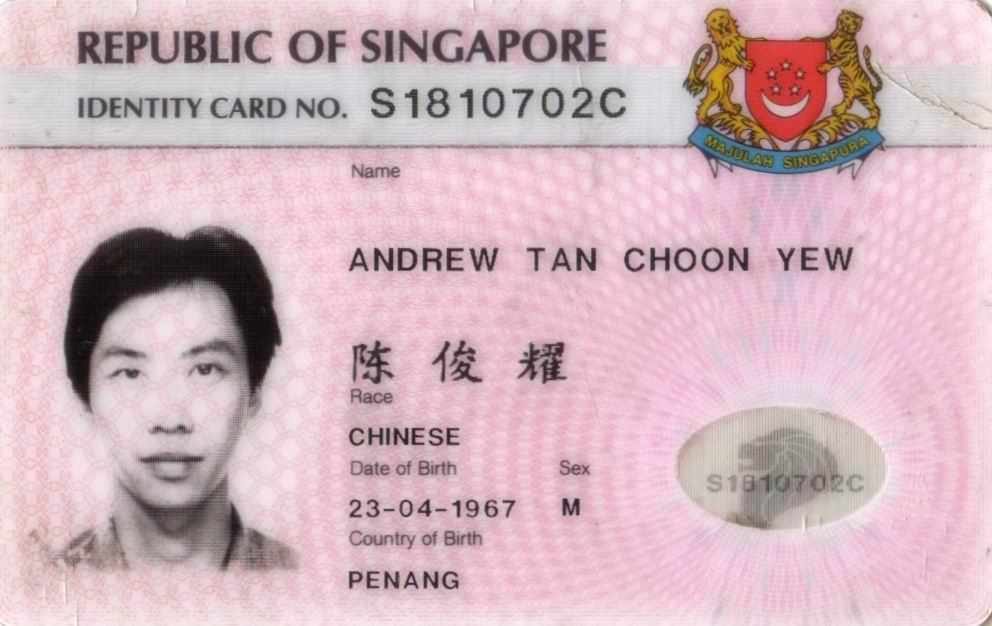 REPUBLIC OF SINGAPORE
IDENTITY CARD NO. S1810702C
MAJULAH SINGAPURA
Name
ANDREW TAN CHOON YEW
陈俊耀
Race
CHINESE
Date of Birth Sex
23-04-1967 M
S1810702C
Country of Birth
PENANG